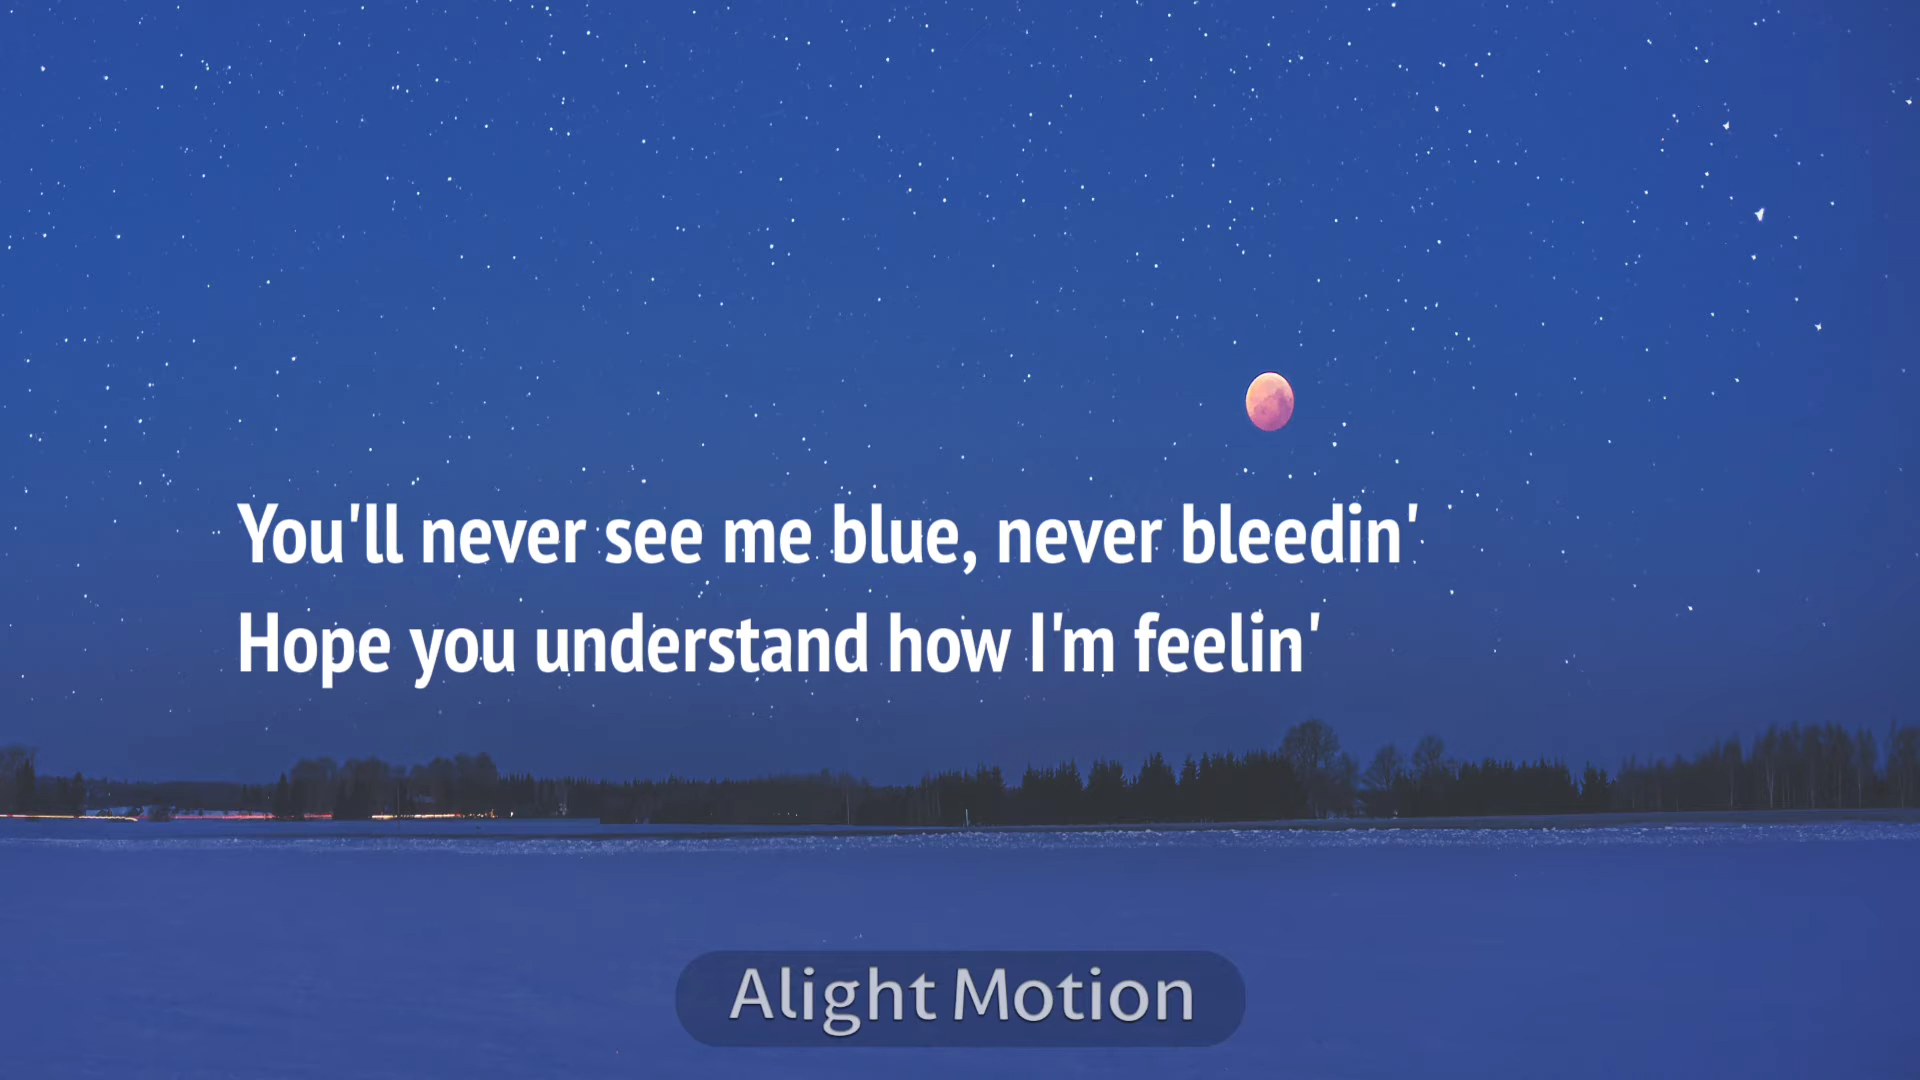 You'll never see me blue, never bleedin'
Hope you understand how I'm feelin'
Alight Motion